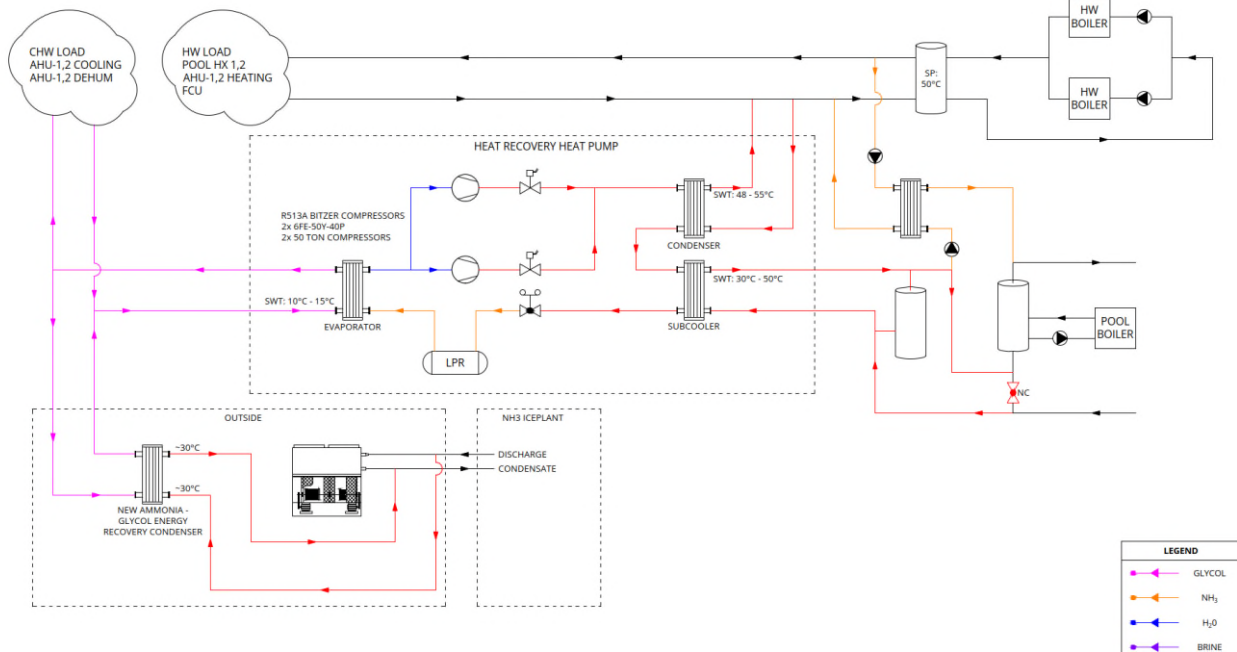 CHW LOAD
AHU-1,2 COOLING
AHU-1,2 DEHUM
HW LOAD
POOL HX 1,2
AHU-1,2 HEATING
FCU
SP:
50°C
HW
BOILER
HW
BOILER
HEAT RECOVERY HEAT PUMP
R513A BITZER COMPRESSORS
2x 6FE-50Y-40P
2x 50 TON COMPRESSORS
SWT: 48 - 55°C
CONDENSER
SWT: 10°C - 15°C
EVAPORATOR
SWT: 30°C - 50°C
SUBCOOLER
LPR
POOL
BOILER
NC
OUTSIDE
NH3 ICEPLANT
~30°C
~30°C
DISCHARGE
CONDENSATE
NEW AMMONIA -
GLYCOL ENERGY
RECOVERY CONDENSER
LEGEND
GLYCOL
NH₃
H₂0
BRINE